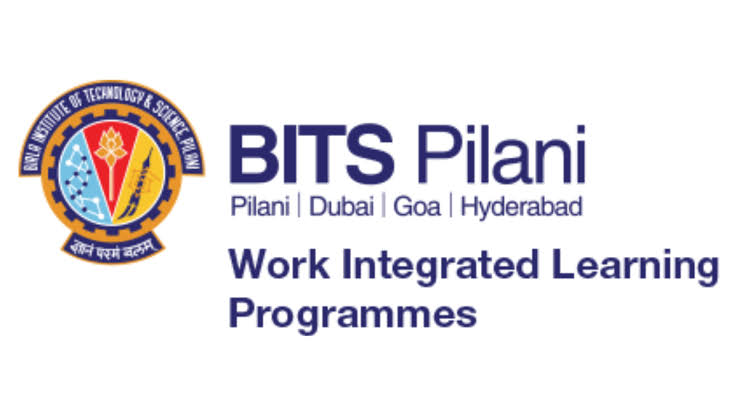 BIRLA INSTITUTE OF TECHNOLOGY & SCIENCE, PILANI
ज्ञानं परमं बलम्
BITS Pilani
Pilani | Dubai | Goa | Hyderabad
Work Integrated Learning
Programmes